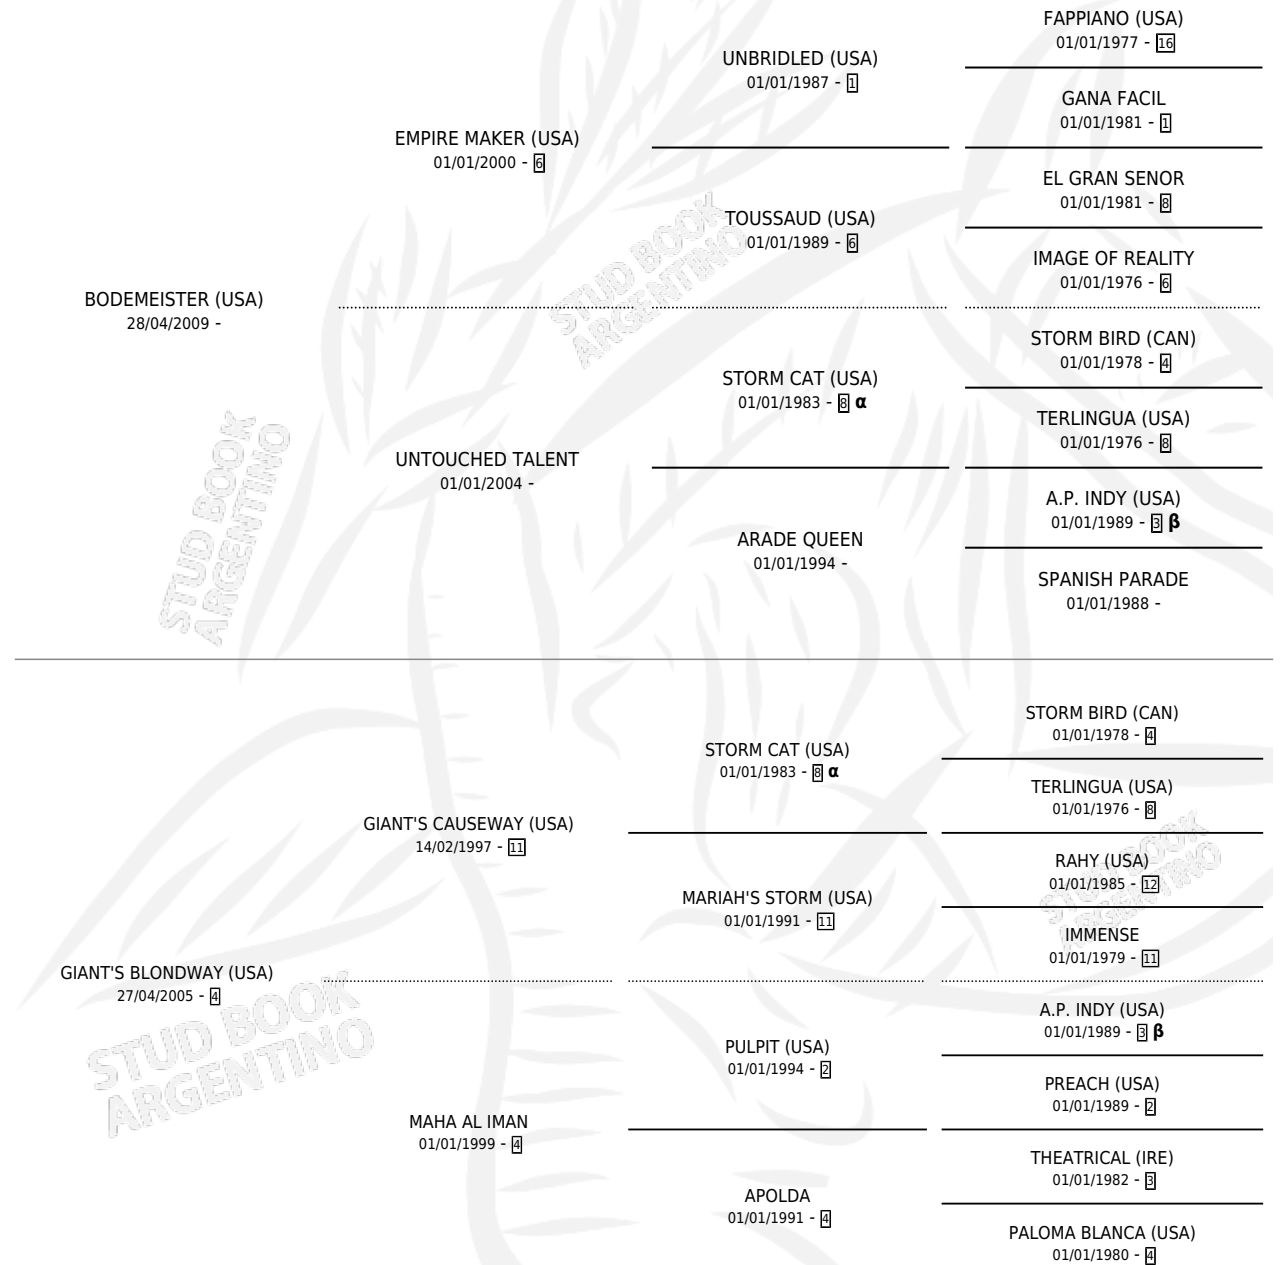 FAPPIANO (USA)
01/01/1977 - 16
UNBRIDLED (USA)
01/01/1987 - 1
GANA FACIL
01/01/1981 - 1
EMPIRE MAKER (USA)
01/01/2000 - 6
EL GRAN SENOR
01/01/1981 - 8
TOUSSAUD (USA)
01/01/1989 - 6
IMAGE OF REALITY
01/01/1976 - 6
BODEMEISTER (USA)
28/04/2009 -
STORM BIRD (CAN)
01/01/1978 - 4
STORM CAT (USA)
01/01/1983 - 8 α
TERLINGUA (USA)
01/01/1976 - 8
UNTOUCHED TALENT
01/01/2004 -
A.P. INDY (USA)
01/01/1989 - 3 β
ARADE QUEEN
01/01/1994 -
SPANISH PARADE
01/01/1988 -
STORM BIRD (CAN)
01/01/1978 - 4
STORM CAT (USA)
01/01/1983 - 8 α
TERLINGUA (USA)
01/01/1976 - 8
GIANT'S CAUSEWAY (USA)
14/02/1997 - 11
RAHY (USA)
01/01/1985 - 12
MARIAH'S STORM (USA)
01/01/1991 - 11
IMMENSE
01/01/1979 - 11
GIANT'S BLONDWAY (USA)
27/04/2005 - 4
A.P. INDY (USA)
01/01/1989 - 3 β
PULPIT (USA)
01/01/1994 - 2
PREACH (USA)
01/01/1989 - 2
MAHA AL IMAN
01/01/1999 - 4
THEATRICAL (IRE)
01/01/1982 - 3
APOLDA
01/01/1991 - 4
PALOMA BLANCA (USA)
01/01/1980 - 4
STUD BOOK
ARGENTINO
STUD BOOK
ARGENTINO
STUD BOOK
ARGENTINO
STUD BOOK
ARGENTINO